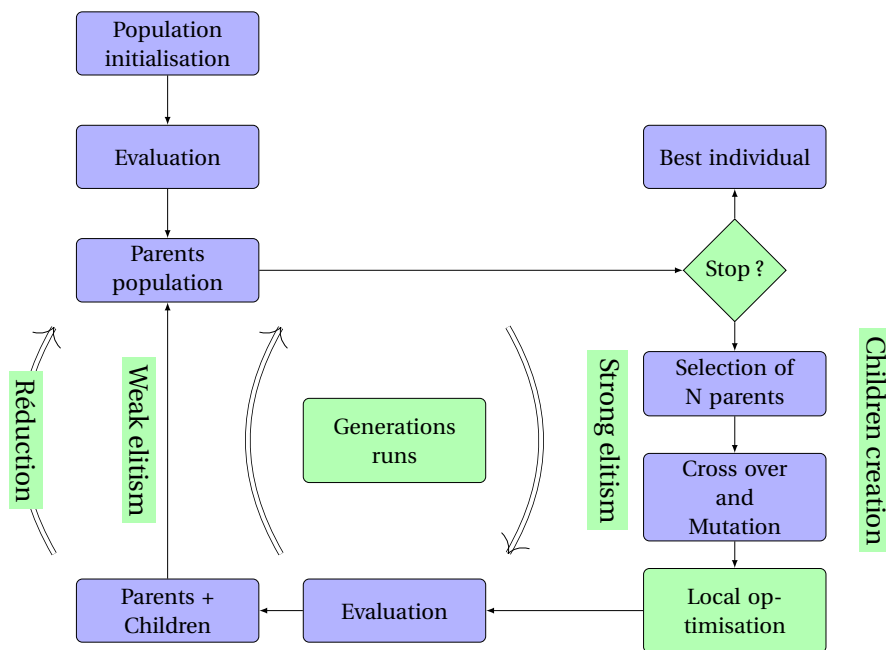 Population
initialisation
Evaluation
Best individual
Parents
population
Stop ?
Réduction
Weak elitism
Generations
runs
Strong elitism
Selection of
N parents
Children creation
Cross over
and
Mutation
Parents +
Children
Evaluation
Local op-
timisation